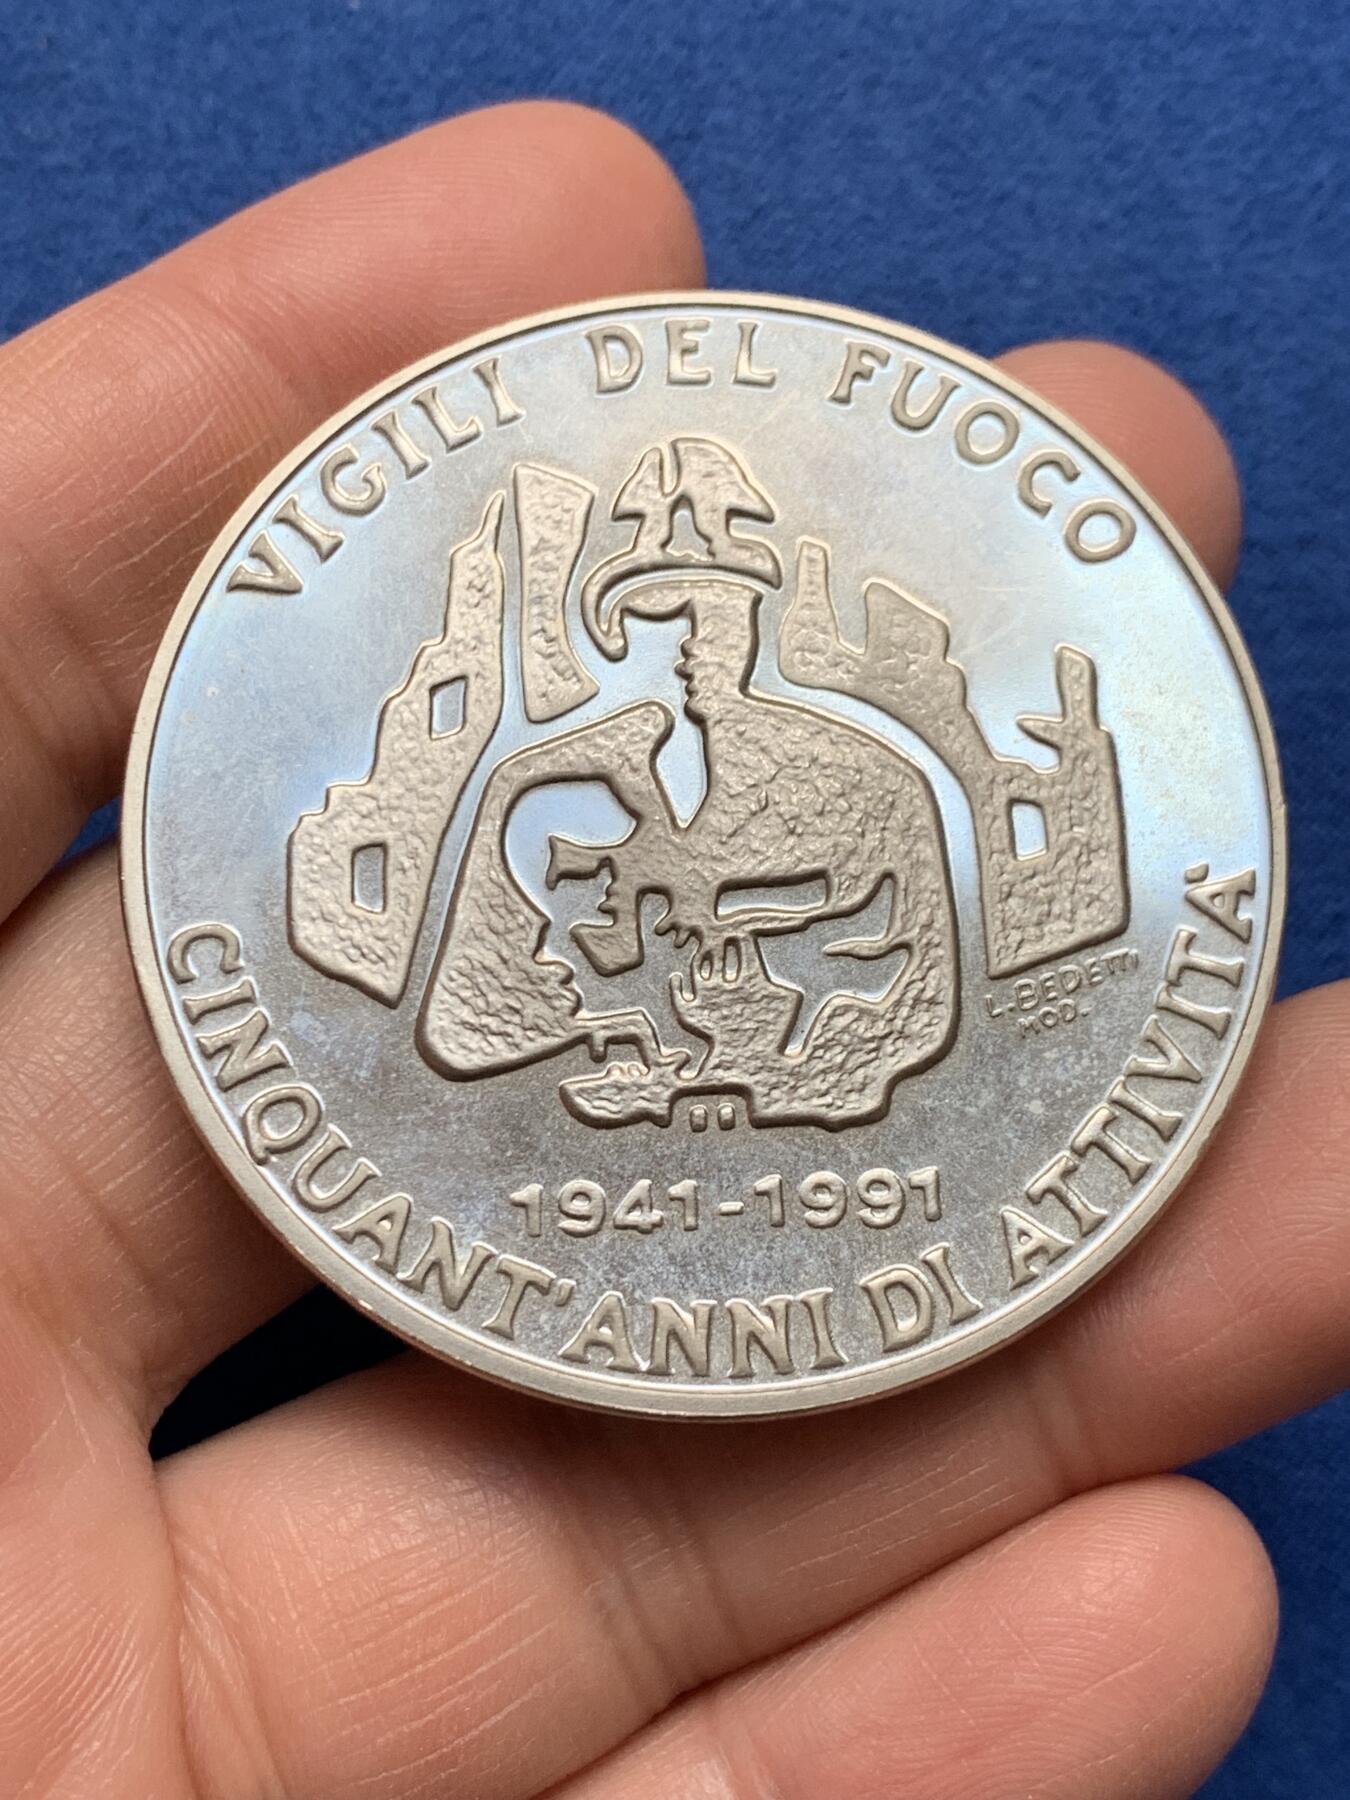 VIGILI DEL FUOCO
L. BEDETTI
MOD.
1941-1991
CINQUANT'ANNI DI ATTIVITÀ